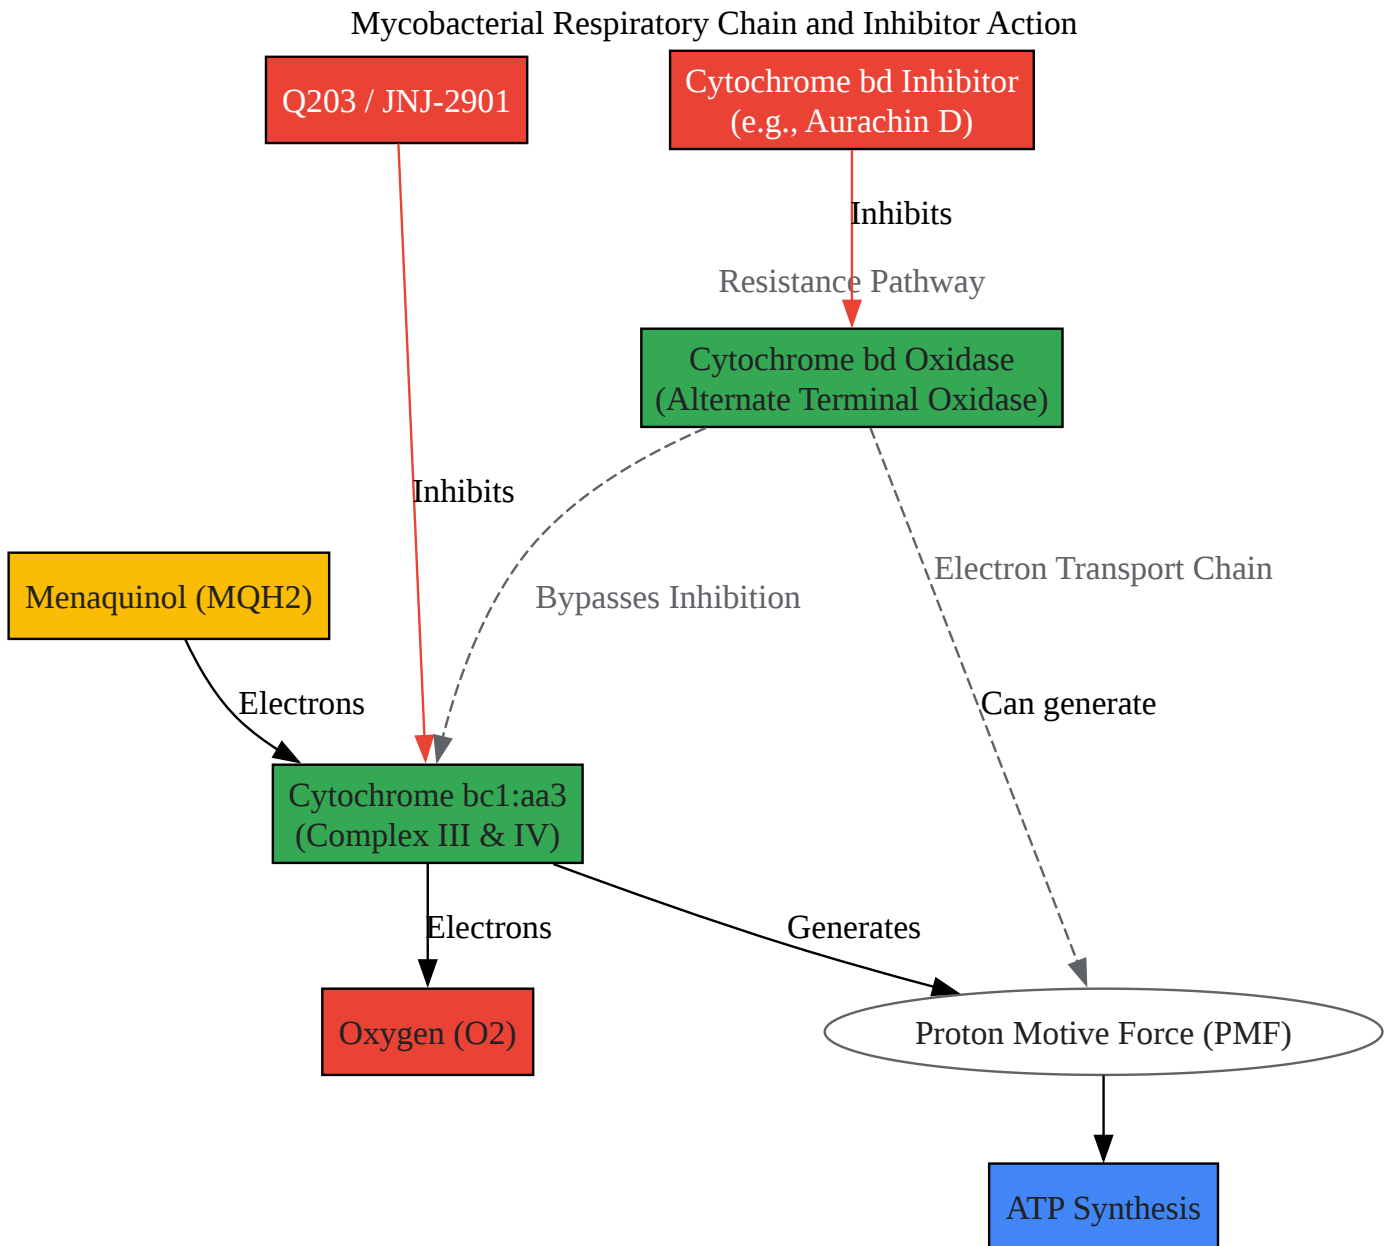 Mycobacterial Respiratory Chain and Inhibitor Action
Q203 / JNJ-2901
Cytochrome bd Inhibitor
(e.g., Aurachin D)
Inhibits
Resistance Pathway
Cytochrome bd Oxidase
(Alternate Terminal Oxidase)
Inhibits
Electron Transport Chain
Menaquinol (MQH2)
Bypasses Inhibition
Electrons
Can generate
Cytochrome bc1:aa3
(Complex III & IV)
Electrons
Generates
Oxygen (O2)
Proton Motive Force (PMF)
ATP Synthesis